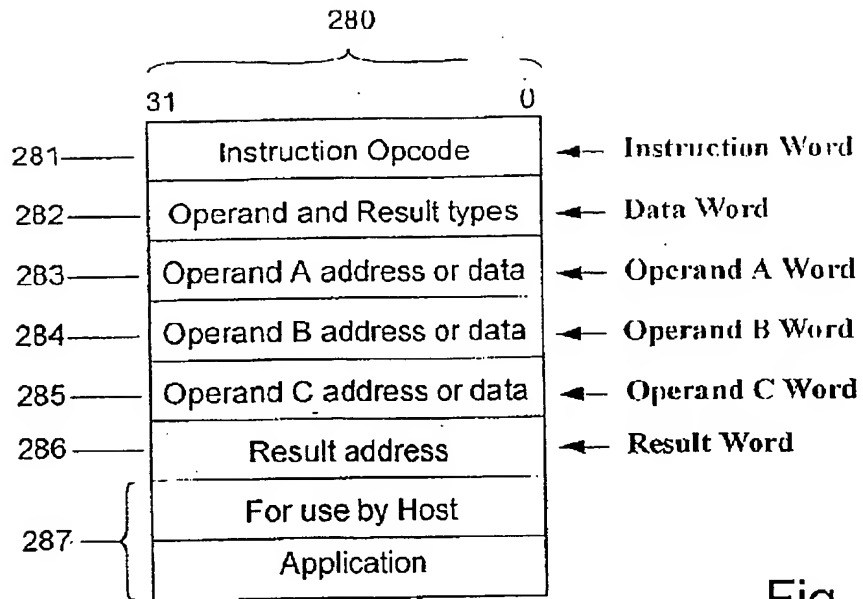 280
31 0
281 Instruction Opcode Instruction Word
282 Operand and Result types Data Word
283 Operand A address or data Operand A Word
284 Operand B address or data Operand B Word
285 Operand C address or data Operand C Word
286 Result address Result Word
For use by Host
287
Application
Fig